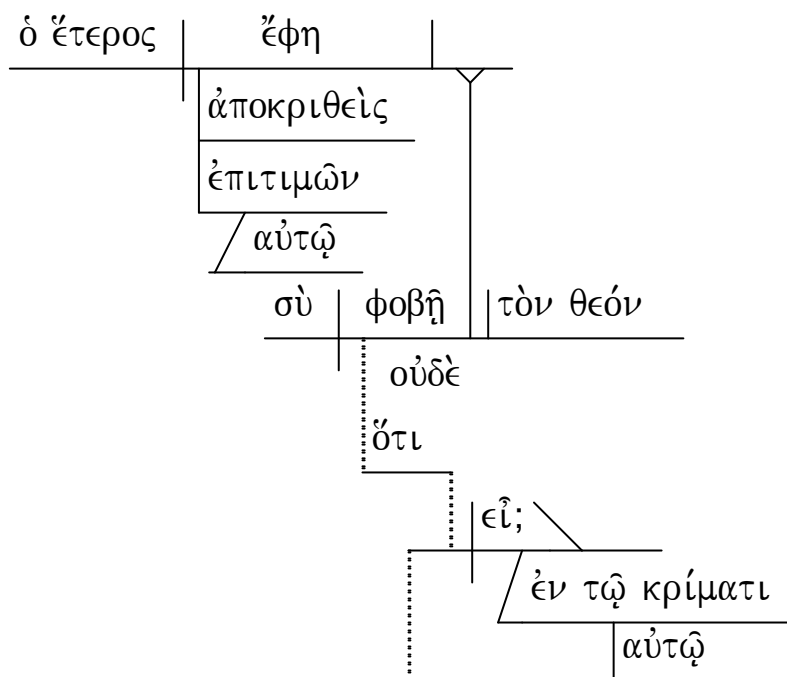 ὁ ἕτερος ἔφη
ἀποκριθεὶς
ἐπιτιμῶν
αὐτῷ
σὺ φοβῇ τὸν θεόν
οὐδὲ
ὅτι
εἶ;
ἐν τῷ κρίματι
αὐτῷ